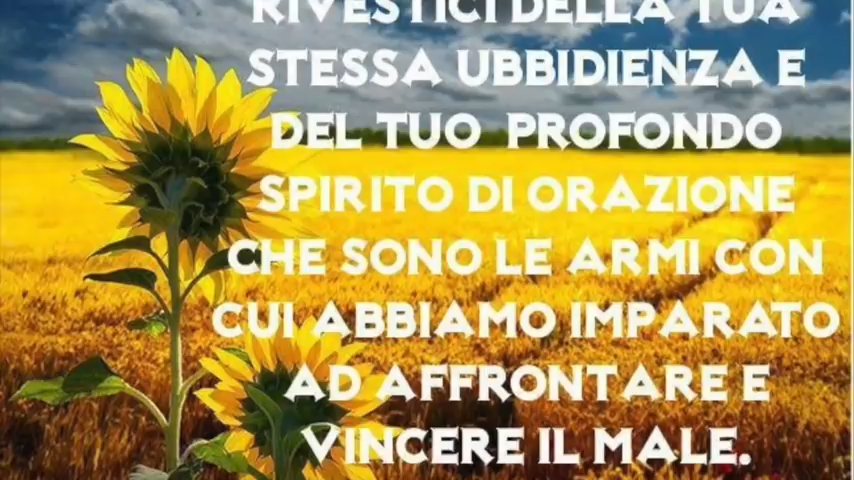 RIVESTICI DELLA TUA
STESSA UBBIDIENZA E
DEL TUO PROFONDO
SPIRITO DI ORAZIONE
CHE SONO LE ARMI CON
CUI ABBIAMO IMPARATO
AD AFFRONTARE E
VINCERE IL MALE.